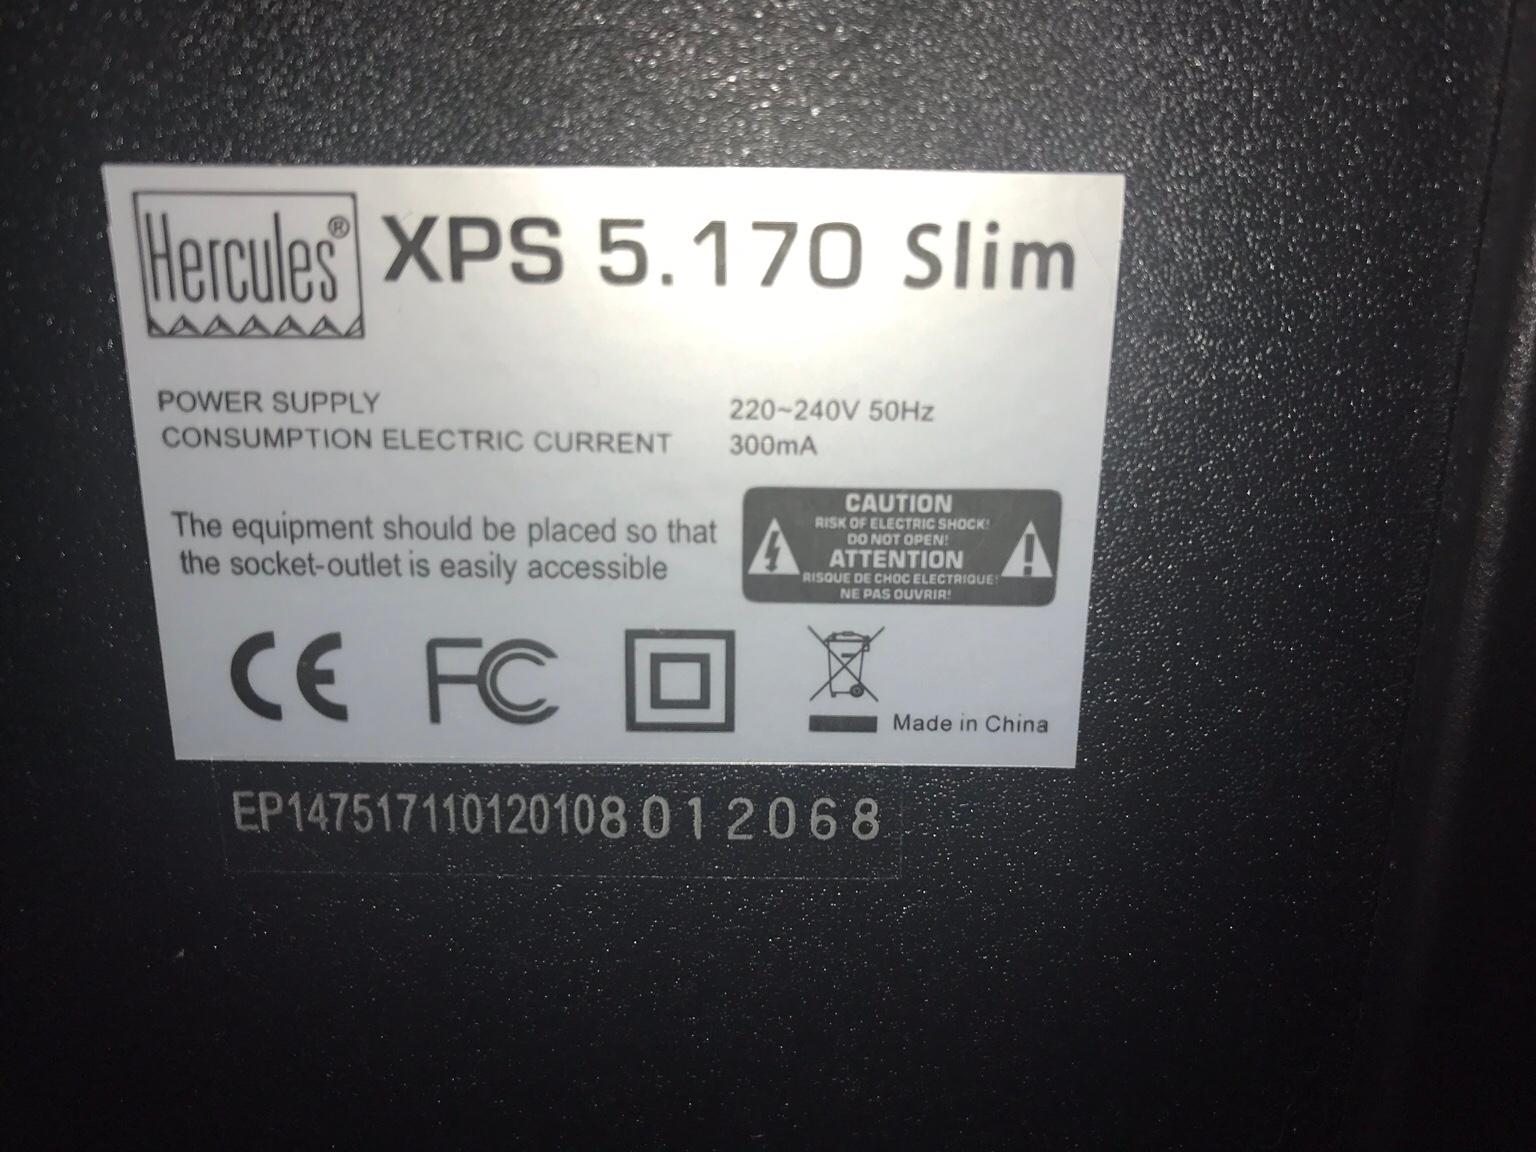 Hercules® XPS 5.170 Slim
POWER SUPPLY 220~240V 50Hz
CONSUMPTION ELECTRIC CURRENT 300mA
The equipment should be placed so that
the socket-outlet is easily accessible
CAUTION
RISK OF ELECTRIC SHOCK!
DO NOT OPEN!
ATTENTION
RISQUE DE CHOC ELECTRIQUE!
NE PAS OUVRIR!
CE FC
Made in China
EP147517110120108012068